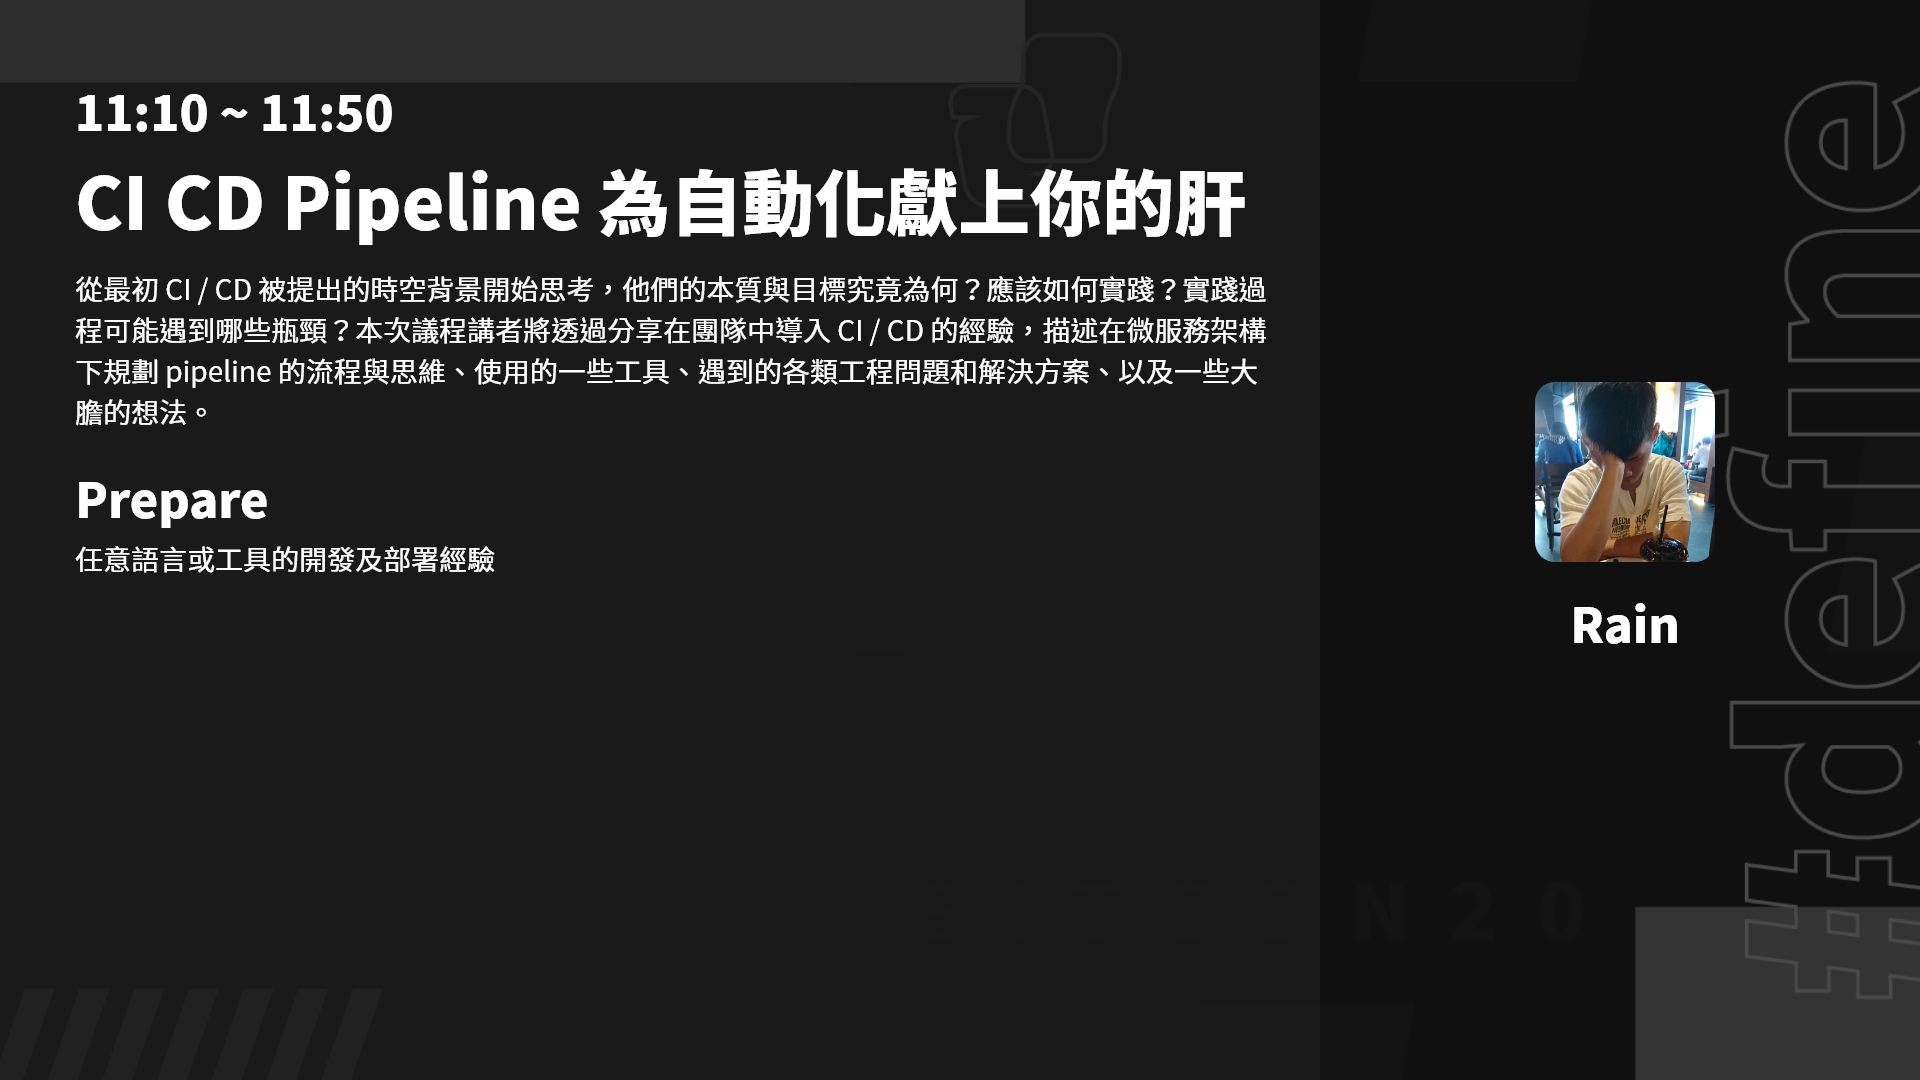 11:10 ~ 11:50
CI CD Pipeline 為自動化獻上你的肝
從最初 CI / CD 被提出的時空背景開始思考，他們的本質與目標究竟為何？應該如何實踐？實踐過
程可能遇到哪些瓶頸？本次議程講者將透過分享在團隊中導入 CI / CD 的經驗，描述在微服務架構
下規劃 pipeline 的流程與思維、使用的一些工具、遇到的各類工程問題和解決方案、以及一些大
膽的想法。
Prepare
任意語言或工具的開發及部署經驗
Rain
#define
SITCON20